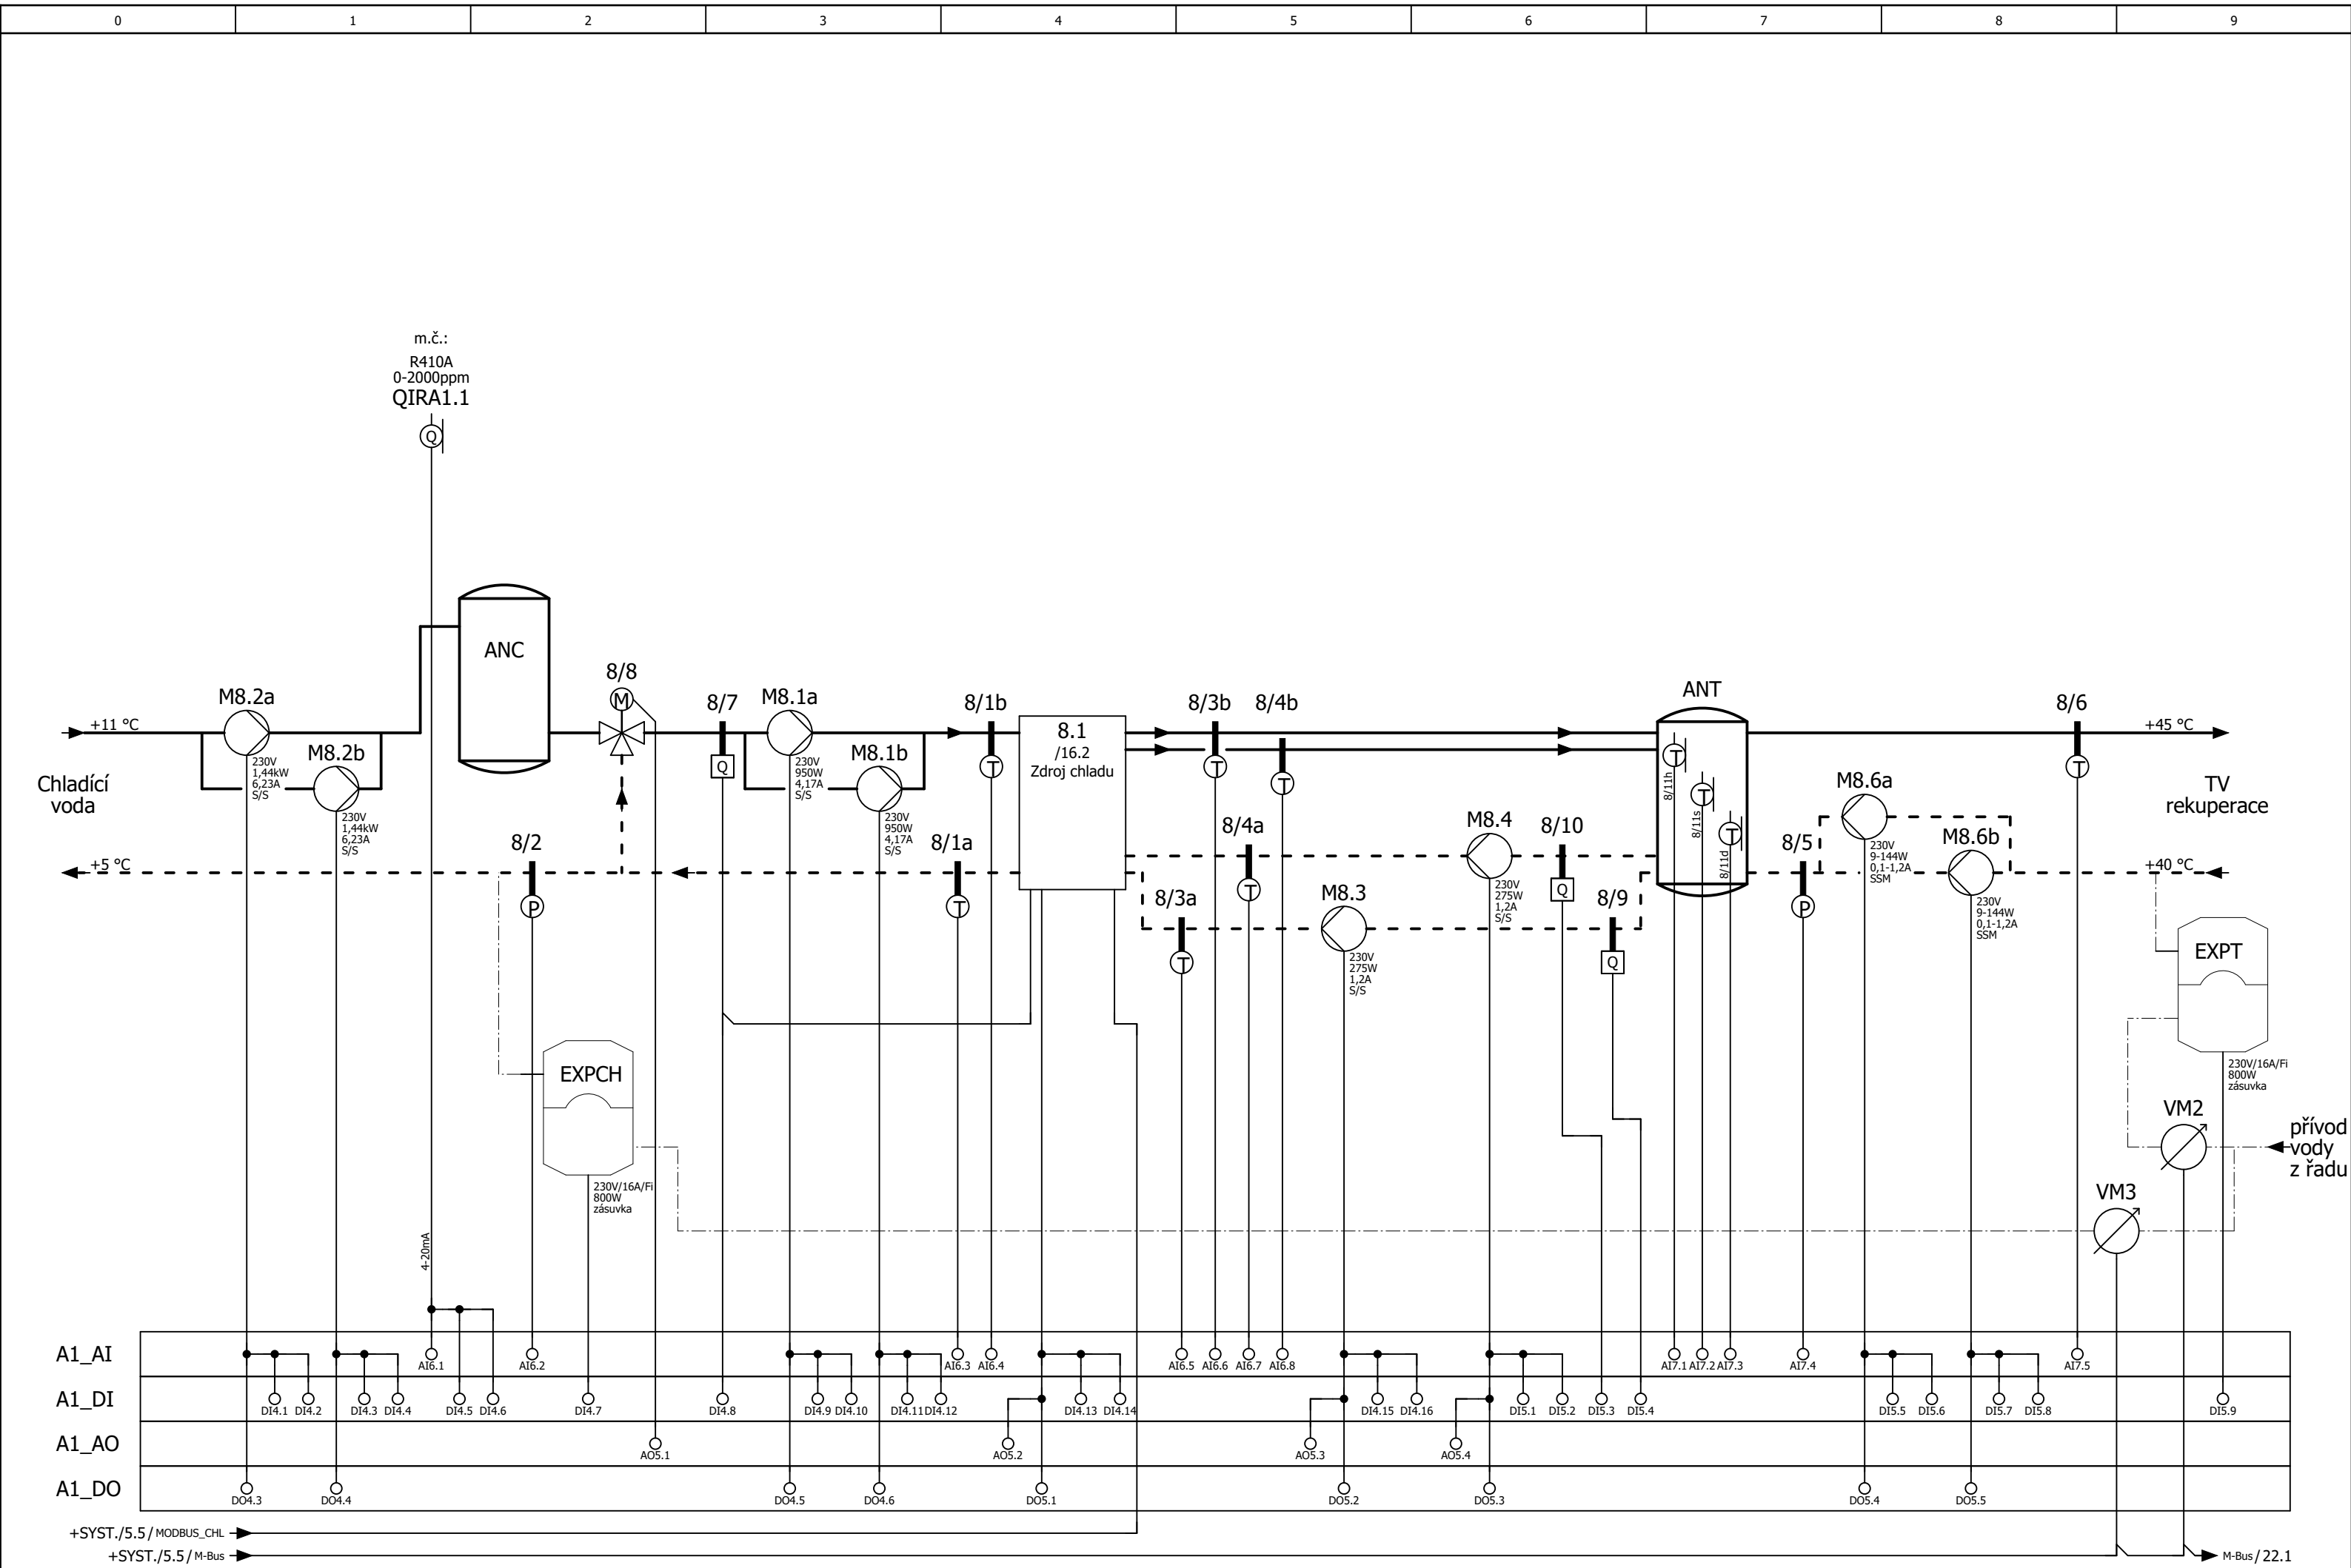 0 1 2 3 4 5 6 7 8 9
m.č.:
R410A
0-2000ppm
QIRA1.1
Q
ANC
8/8
M
M8.2a
M8.2b
8/7
Q
M8.1a
M8.1b
8/1b
T
8.1
/16.2
Zdroj chladu
8/3b
T
8/4b
T
ANT
T
8/11h
T
8/11s
T
8/11d
8/6
T
+11 °C
+45 °C
230V
1,44kW
6,23A
S/S
230V
1,44kW
6,23A
S/S
230V
950W
4,17A
S/S
230V
950W
4,17A
S/S
Chladící
voda
TV
rekuperace
+5 °C
+40 °C
8/2
P
8/1a
T
8/4a
T
8/3a
T
M8.3
230V
275W
1,2A
S/S
M8.4
230V
275W
1,2A
S/S
8/10
Q
8/9
Q
8/5
P
M8.6a
230V
9-144W
0,1-1,2A
SSM
M8.6b
230V
9-144W
0,1-1,2A
SSM
EXPT
230V/16A/Fi
800W
zásuvka
EXPCH
230V/16A/Fi
800W
zásuvka
VM2
VM3
přívod
vody
z řadu
4-20mA
A1_AI
AI6.1 AI6.2 AI6.3 AI6.4 AI6.5 AI6.6 AI6.7 AI6.8 AI7.1 AI7.2 AI7.3 AI7.4 AI7.5
A1_DI
DI4.1 DI4.2 DI4.3 DI4.4 DI4.5 DI4.6 DI4.7 DI4.8 DI4.9 DI4.10 DI4.11 DI4.12 DI4.13 DI4.14 DI4.15 DI4.16 DI5.1 DI5.2 DI5.3 DI5.4 DI5.5 DI5.6 DI5.7 DI5.8 DI5.9
A1_AO
AO5.1 AO5.2 AO5.3 AO5.4
A1_DO
DO4.3 DO4.4 DO4.5 DO4.6 DO5.1 DO5.2 DO5.3 DO5.4 DO5.5
+SYST./5.5/ MODBUS_CHL
+SYST./5.5/ M-Bus
M-Bus / 22.1